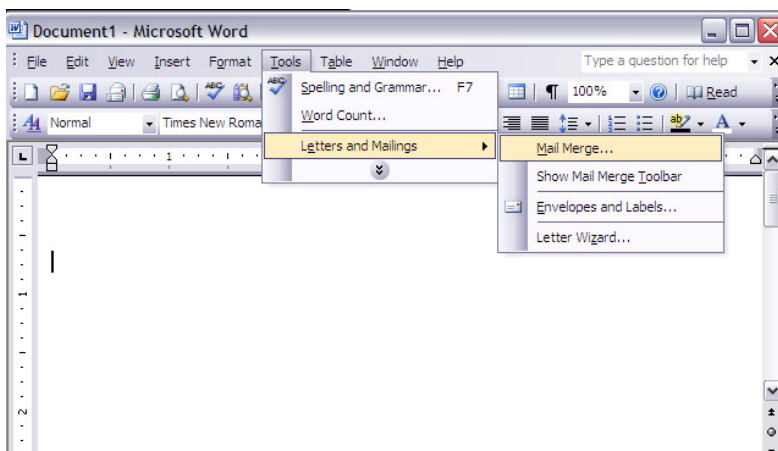 Document1 - Microsoft Word
File Edit View Insert Format Tools Table Window Help Type a question for help
ABC Spelling and Grammar... F7 100% Read
Normal Times New Roma Word Count...
Letters and Mailings Mail Merge...
Show Mail Merge Toolbar
Envelopes and Labels...
Letter Wizard...
1
1
2